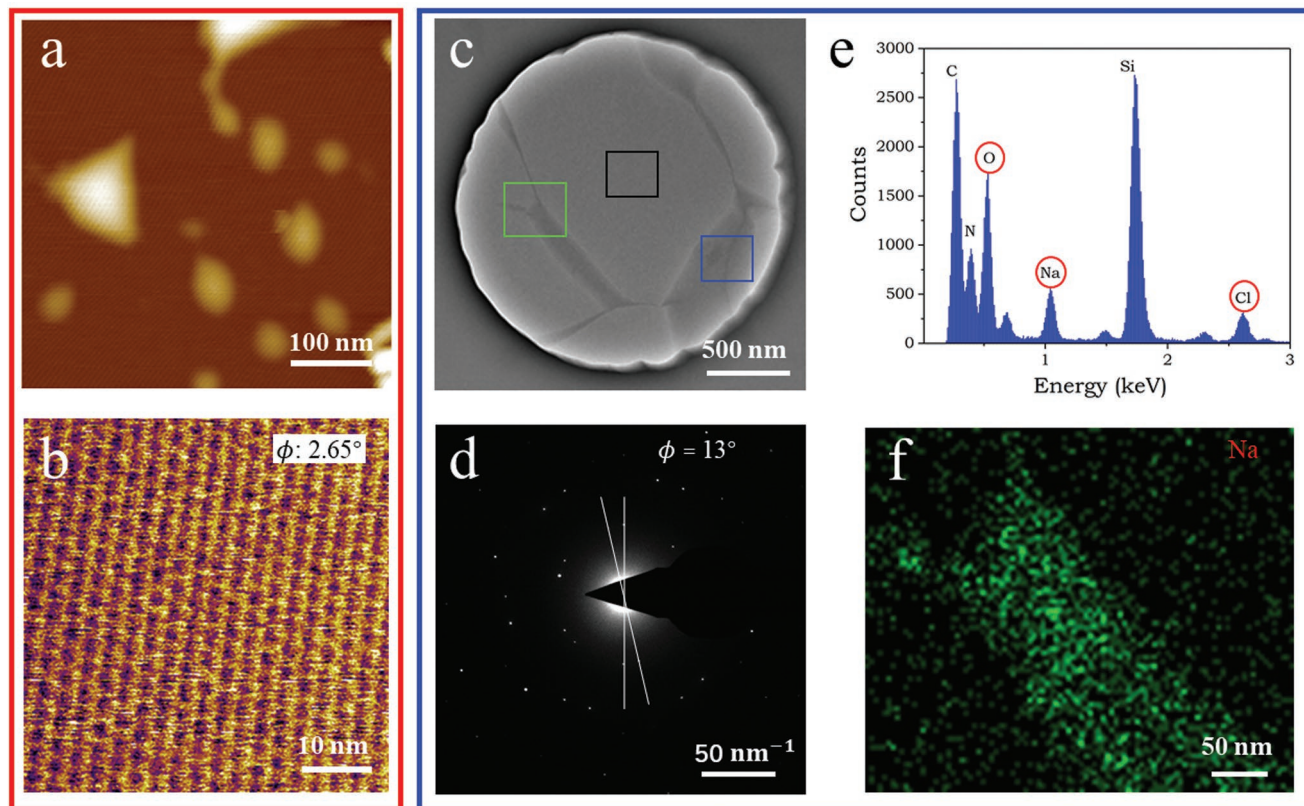 a
100 nm
b
ϕ: 2.65°
10 nm
c
500 nm
d
ϕ = 13°
50 nm⁻¹
e
3000
2500
2000
1500
1000
500
0
Counts
C
N
O
Na
Si
Cl
1
2
3
Energy (keV)
f
Na
50 nm